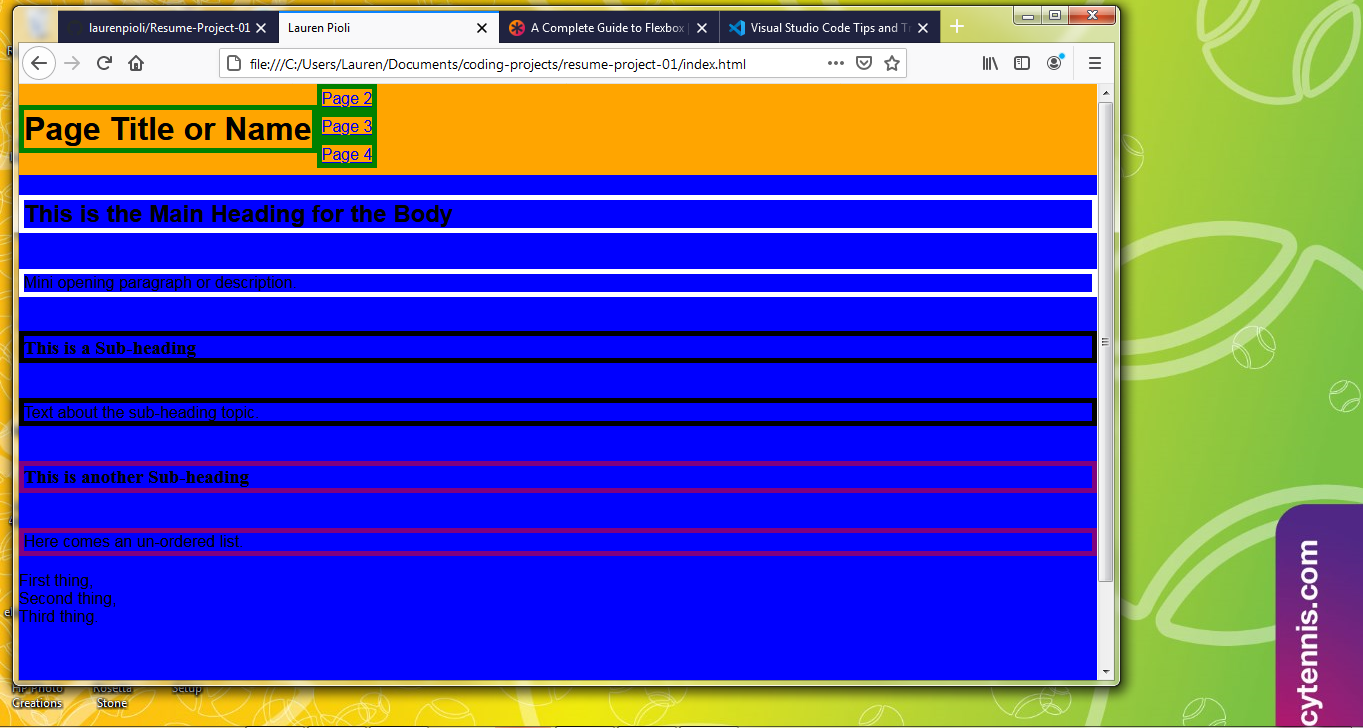 laurenpioli/Resume-Project-01
Lauren Pioli
A Complete Guide to Flexbox |
Visual Studio Code Tips and T
file:///C:/Users/Lauren/Documents/coding-projects/resume-project-01/index.html
Page Title or Name
Page 2
Page 3
Page 4
This is the Main Heading for the Body
Mini opening paragraph or description.
This is a Sub-heading
Text about the sub-heading topic.
This is another Sub-heading
Here comes an un-ordered list.
First thing,
Second thing,
Third thing.
HP Photo
Creations
Rosetta
Stone
Setup
cytennis.com